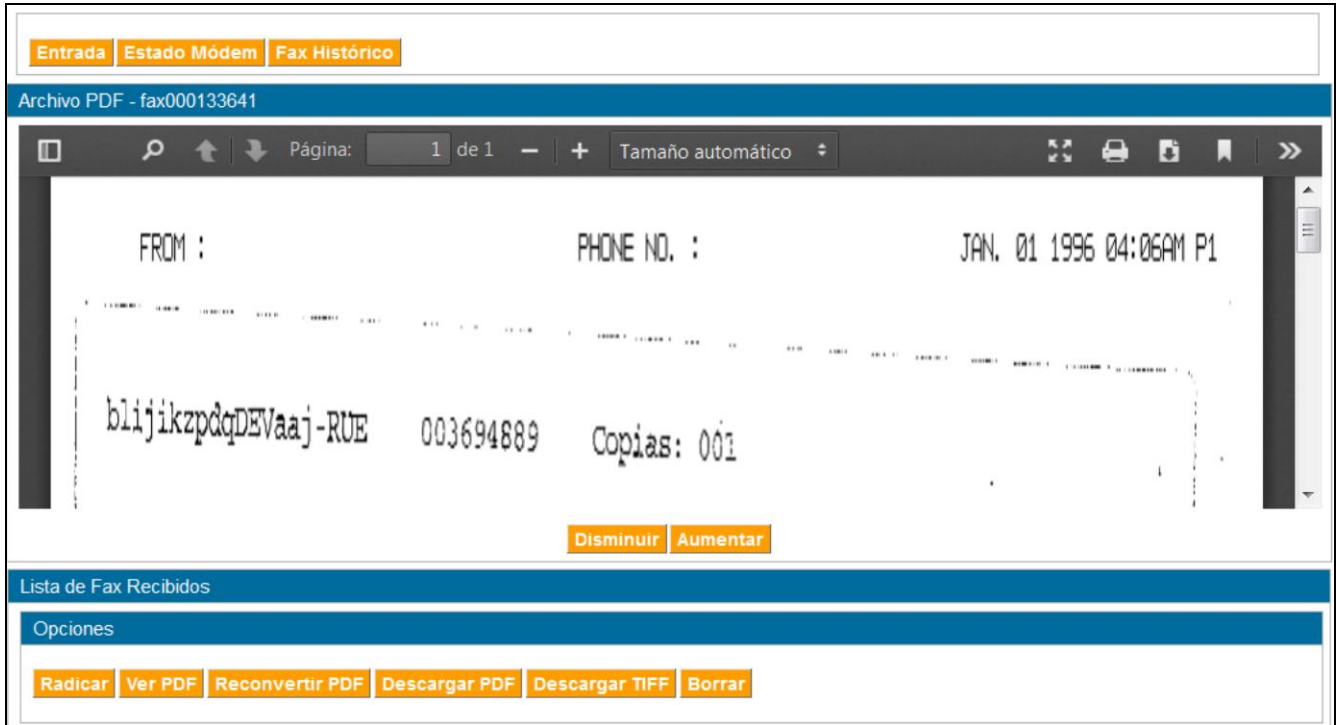 Entrada Estado Módem Fax Histórico
Archivo PDF - fax000133641
Página: 1 de 1 Tamaño automático
FROM : PHONE NO. : JAN. 01 1996 04:06AM P1
blijikzpdqDEVaaj-RUE 003694889 Copias: 001
Disminuir Aumentar
Lista de Fax Recibidos
Opciones
Radicar Ver PDF Reconvertir PDF Descargar PDF Descargar TIFF Borrar